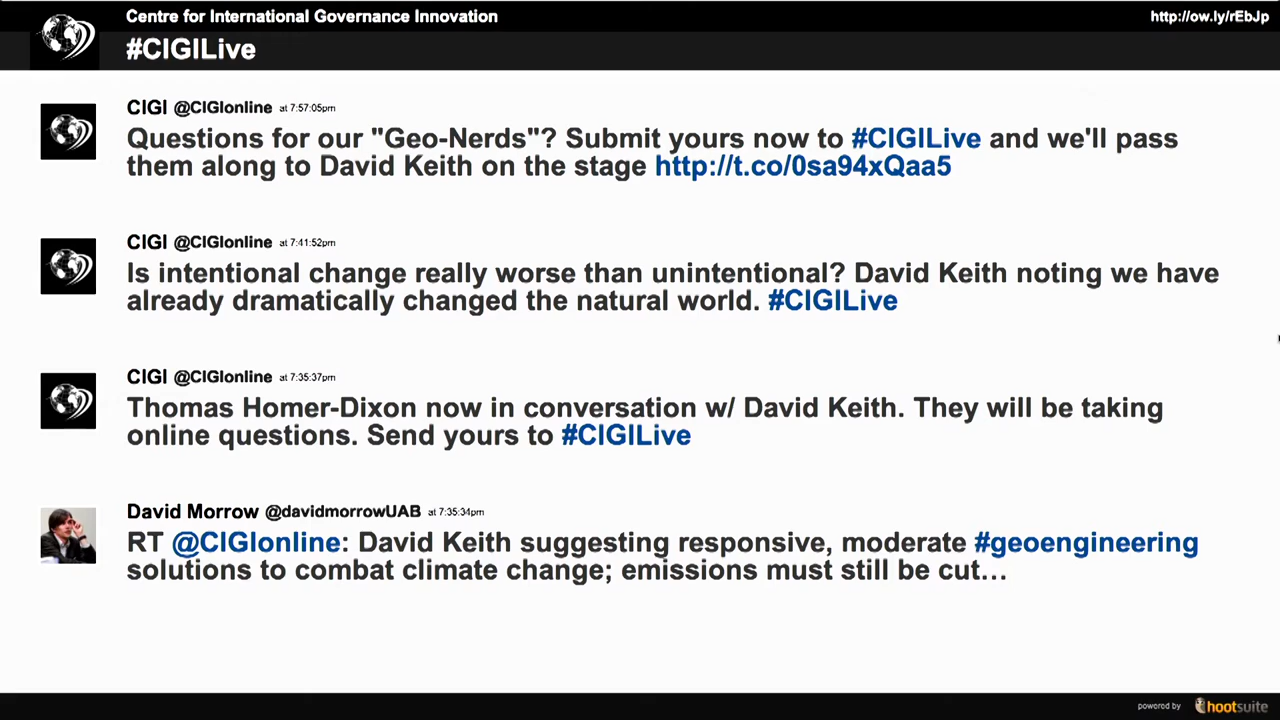 Centre for International Governance Innovation
http://ow.ly/rEbJp
#CIGILive
CIGI @CIGIonline at 7:57:05pm
Questions for our "Geo-Nerds"? Submit yours now to #CIGILive and we'll pass
them along to David Keith on the stage http://t.co/0sa94xQaa5
CIGI @CIGIonline at 7:41:52pm
Is intentional change really worse than unintentional? David Keith noting we have
already dramatically changed the natural world. #CIGILive
CIGI @CIGIonline at 7:35:37pm
Thomas Homer-Dixon now in conversation w/ David Keith. They will be taking
online questions. Send yours to #CIGILive
David Morrow @davidmorrowUAB at 7:35:34pm
RT @CIGIonline: David Keith suggesting responsive, moderate #geoengineering
solutions to combat climate change; emissions must still be cut…
powered by hootsuite